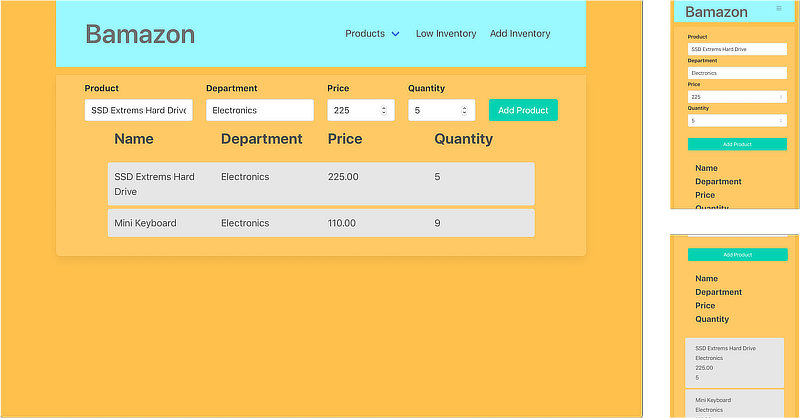 Bamazon
Products Low Inventory Add Inventory
Product Department Price Quantity
SSD Extrems Hard Drive Electronics 225 5 Add Product
Name Department Price Quantity
SSD Extrems Hard Drive Electronics 225.00 5
Mini Keyboard Electronics 110.00 9
Bamazon
Product
SSD Extrems Hard Drive
Department
Electronics
Price
225
Quantity
5
Add Product
Name
Department
Price
Quantity
Add Product
Name
Department
Price
Quantity
SSD Extrems Hard Drive
Electronics
225.00
5
Mini Keyboard
Electronics